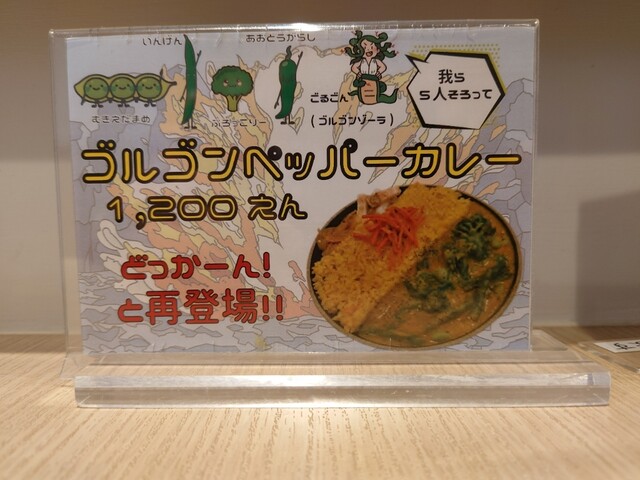 いんげん
あおとうがらし
むきえだまめ
ぶろっこりー
ごるごん
(ゴルゴンゾーラ)
我ら
5人そろって
ゴルゴンペッパーカレー
1,200えん
どっかーん!
と再登場!!